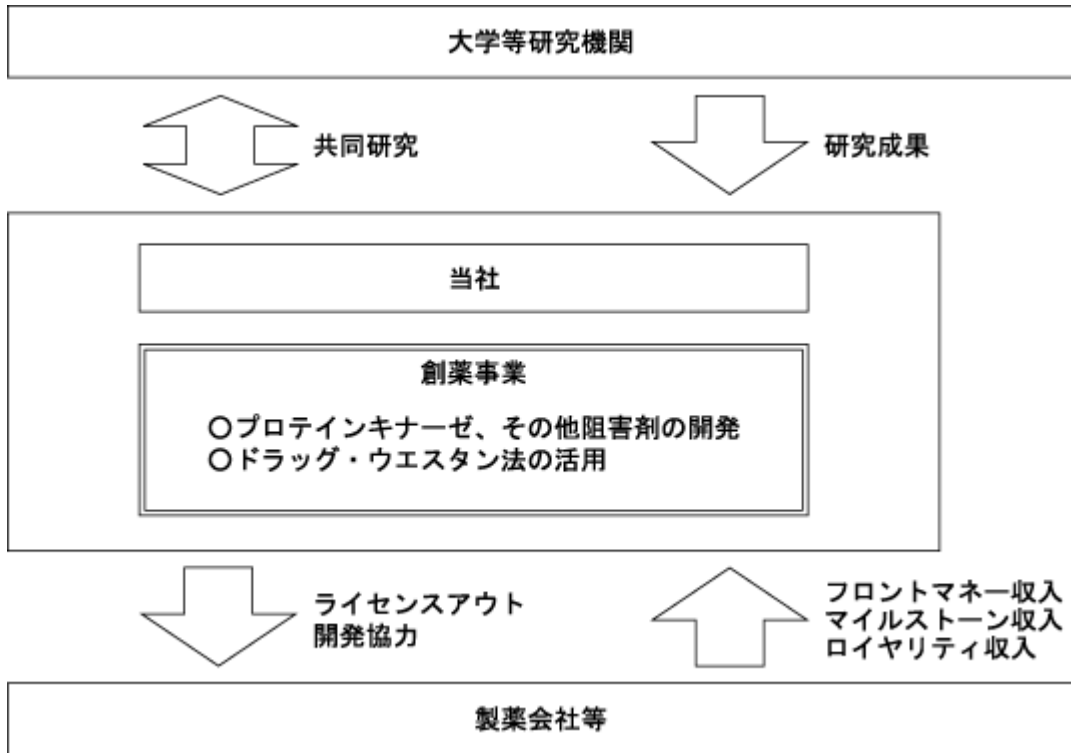 大学等研究機関
共同研究
研究成果
当社
創薬事業
○プロテインキナーゼ、その他阻害剤の開発
○ドラッグ・ウエスタン法の活用
ライセンスアウト
開発協力
フロントマネー収入
マイルストーン収入
ロイヤリティ収入
製薬会社等